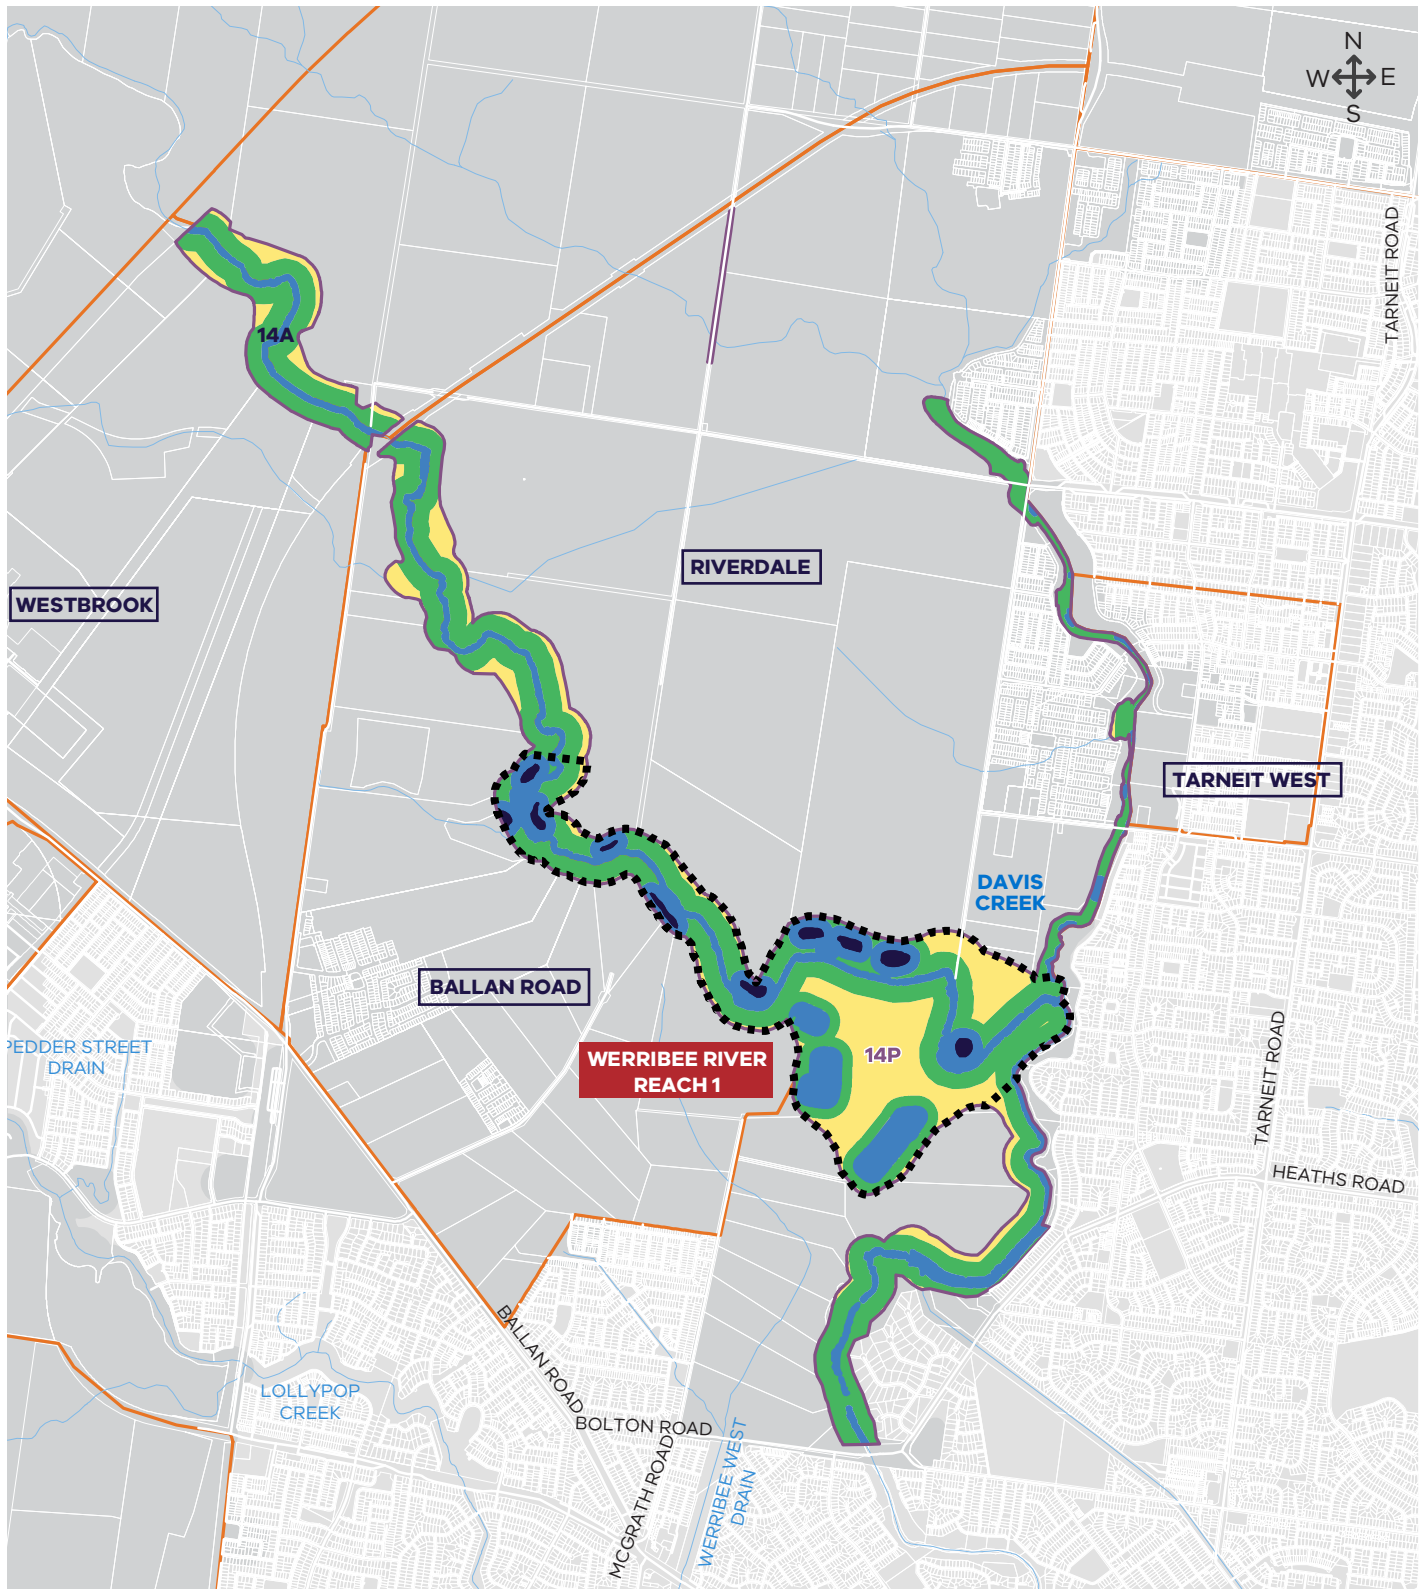 N
W E
S
TARNEIT ROAD
14A
RIVERDALE
WESTBROOK
TARNEIT WEST
DAVIS
CREEK
BALLAN ROAD
PEDDER STREET
DRAIN
WERRIBEE RIVER
REACH 1
14P
TARNEIT ROAD
HEATHS ROAD
BALLAN ROAD
LOLLYPOP
CREEK
BOLTON ROAD
MCGRATH ROAD
WERRIBEE WEST
DRAIN